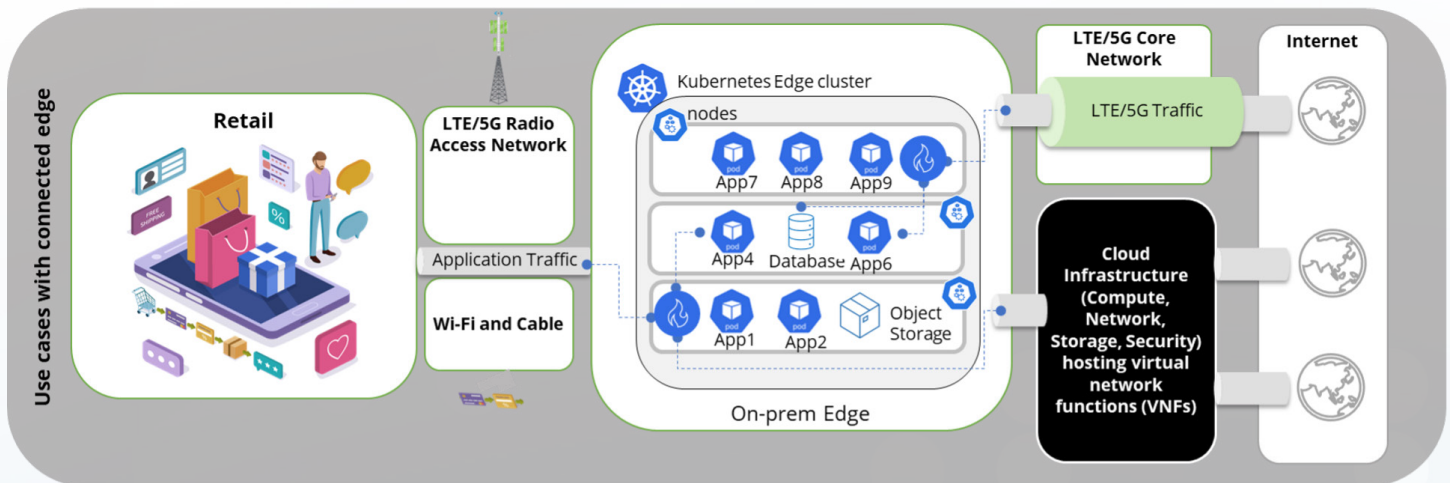 Use cases with connected edge
Retail
FREE
SHIPPING
%
LTE/5G Radio
Access Network
Application Traffic
Wi-Fi and Cable
Kubernetes Edge cluster
nodes
pod
App7
pod
App8
pod
App9
pod
App4
Database
pod
App6
pod
App1
pod
App2
Object
Storage
On-prem Edge
LTE/5G Core
Network
LTE/5G Traffic
Cloud
Infrastructure
(Compute,
Network,
Storage, Security)
hosting virtual
network
functions (VNFs)
Internet